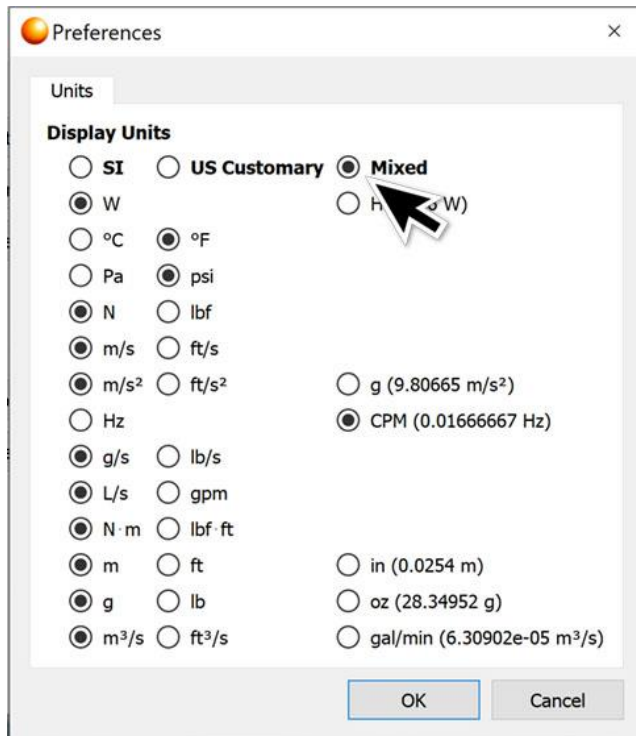 Preferences
Units
Display Units
SI US Customary Mixed
W W)
°C °F
Pa psi
N lbf
m/s ft/s
m/s² ft/s² g (9.80665 m/s²)
Hz CPM (0.01666667 Hz)
g/s lb/s
L/s gpm
N·m lbf·ft
m ft in (0.0254 m)
g lb oz (28.34952 g)
m³/s ft³/s gal/min (6.30902e-05 m³/s)
OK Cancel